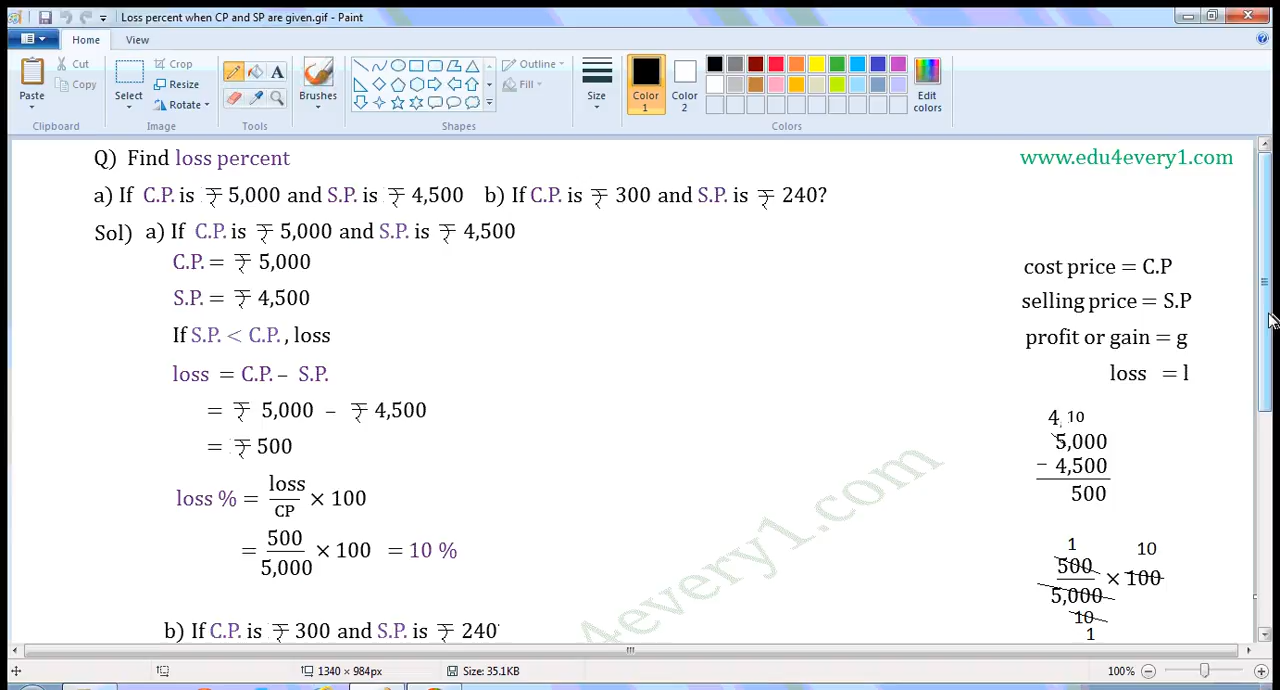 Loss percent when CP and SP are given.gif - Paint
Home View
Paste Cut Copy Select Crop Resize Rotate Brushes Outline Fill Size Color 1 Color 2 Edit colors
Clipboard Image Tools Shapes Colors
Q) Find loss percent
www.edu4every1.com
a) If C.P. is ₹ 5,000 and S.P. is ₹ 4,500 b) If C.P. is ₹ 300 and S.P. is ₹ 240?
Sol) a) If C.P. is ₹ 5,000 and S.P. is ₹ 4,500
C.P. = ₹ 5,000
S.P. = ₹ 4,500
If S.P. < C.P. , loss
loss = C.P. – S.P.
= ₹ 5,000 – ₹ 4,500
= ₹ 500
loss % = loss/CP × 100
= 500/5,000 × 100 = 10 %
b) If C.P. is ₹ 300 and S.P. is ₹ 240
cost price = C.P
selling price = S.P
profit or gain = g
loss = l
4 10
5,000
– 4,500
500
1 10
500
× 100
5,000
10
1
4every1.com
1340 × 984px Size: 35.1KB 100%